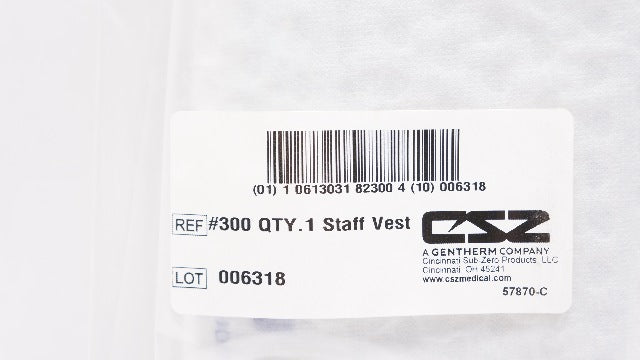 (01) 1 0613031 82300 4 (10) 006318
REF #300 QTY.1 Staff Vest
CSZ
A GENTHERM COMPANY
Cincinnati Sub-Zero Products, LLC
Cincinnati, OH 45241
www.cszmedical.com
LOT 006318
57870-C